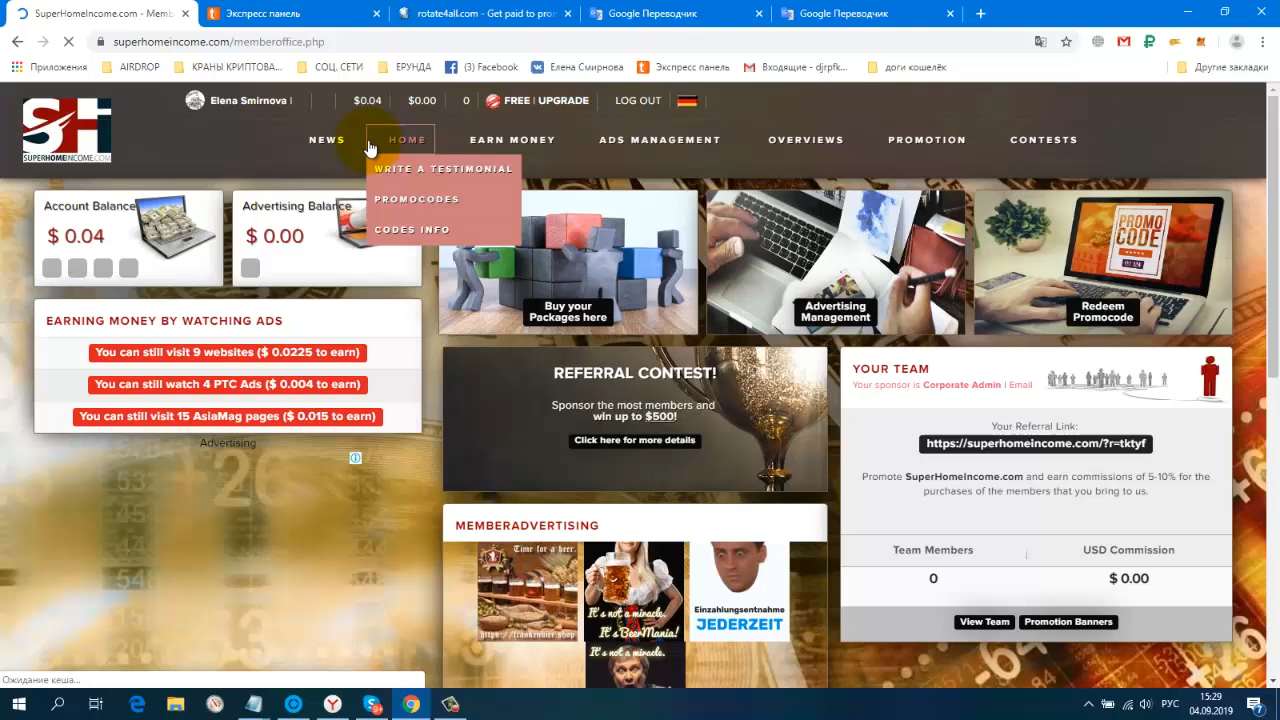 superhomeincome.com - Memb
Экспресс панель
rotate4all.com - Get paid to pro
Google Переводчик
Google Переводчик
superhomeincome.com/memberoffice.php
Приложения
AIRDROP
КРАНЫ КРИПТОВА...
СОЦ. СЕТИ
ЕРУНДА
Facebook
Елена Смирнова
Экспресс панель
Входящие - djrpfk...
доги кошелёк
Другие закладки
SUPERHOMEINCOME.COM
Elena Smirnova |
$0.04
$0.00
0
FREE | UPGRADE
LOG OUT
NEWS
HOME
EARN MONEY
ADS MANAGEMENT
OVERVIEWS
PROMOTION
CONTESTS
WRITE A TESTIMONIAL
PROMOCODES
CODES INFO
Account Balance
$ 0.04
Advertising Balance
$ 0.00
Buy your
Packages here
Advertising
Management
PROMO
CODE
Redeem
Promocode
EARNING MONEY BY WATCHING ADS
You can still visit 9 websites ($ 0.0225 to earn)
You can still watch 4 PTC Ads ($ 0.004 to earn)
You can still visit 15 AsiaMag pages ($ 0.015 to earn)
Advertising
REFERRAL CONTEST!
Sponsor the most members and
win up to $500!
Click here for more details
YOUR TEAM
Your sponsor is Corporate Admin | Email
Your Referral Link:
https://superhomeincome.com/?r=tktyf
Promote SuperHomeIncome.com and earn commissions of 5-10% for the
purchases of the members that you bring to us.
Team Members
USD Commission
0
$ 0.00
View Team
Promotion Banners
MEMBERADVERTISING
Time for a beer.
https://frankenbier.shop
It's not a miracle.
It's BeerMania!
It's not a miracle.
Einzahlungsentnahme
JEDERZEIT
Ожидание кеша...
РУС
15:29
04.09.2019